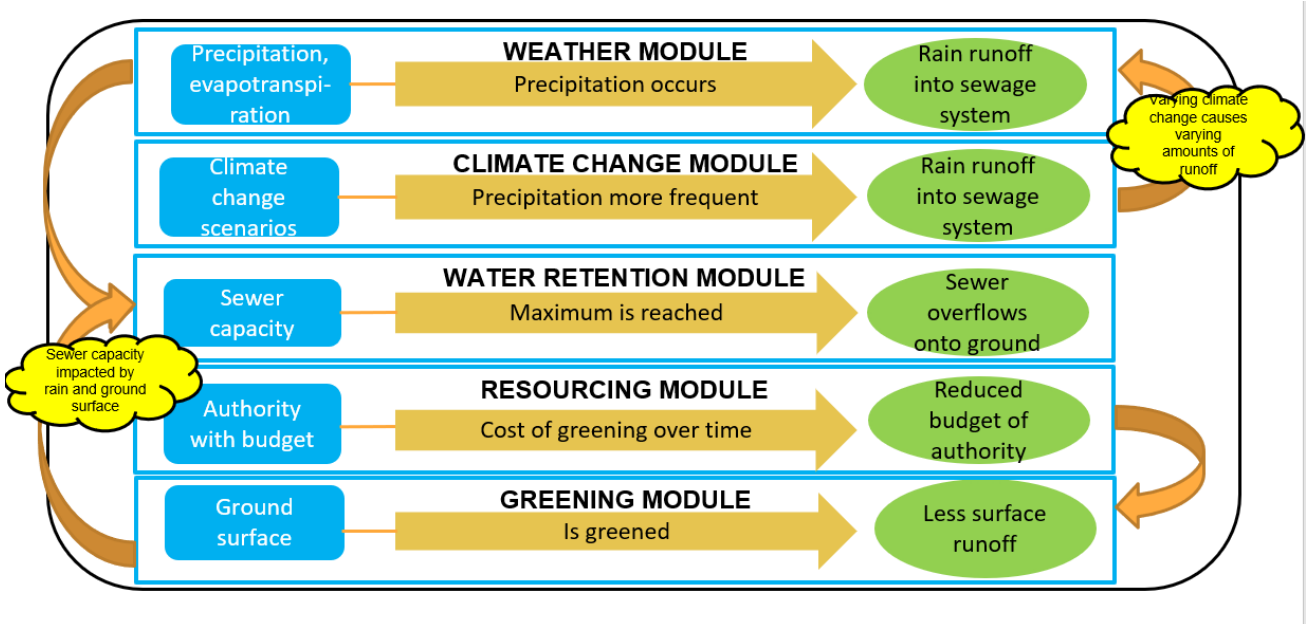 WEATHER MODULE
Precipitation,
evapotranspi-
ration
Precipitation occurs
Rain runoff
into sewage
system
Varying climate
change causes
varying
amounts of
runoff
CLIMATE CHANGE MODULE
Climate
change
scenarios
Precipitation more frequent
Rain runoff
into sewage
system
WATER RETENTION MODULE
Sewer
capacity
Maximum is reached
Sewer
overflows
onto ground
Sewer capacity
impacted by
rain and ground
surface
RESOURCING MODULE
Authority
with budget
Cost of greening over time
Reduced
budget of
authority
GREENING MODULE
Ground
surface
Is greened
Less surface
runoff